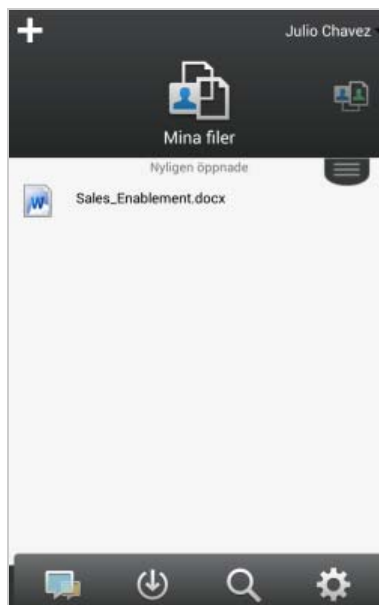 Julio Chavez
Mina filer
Nyligen öppnade
Sales_Enablement.docx